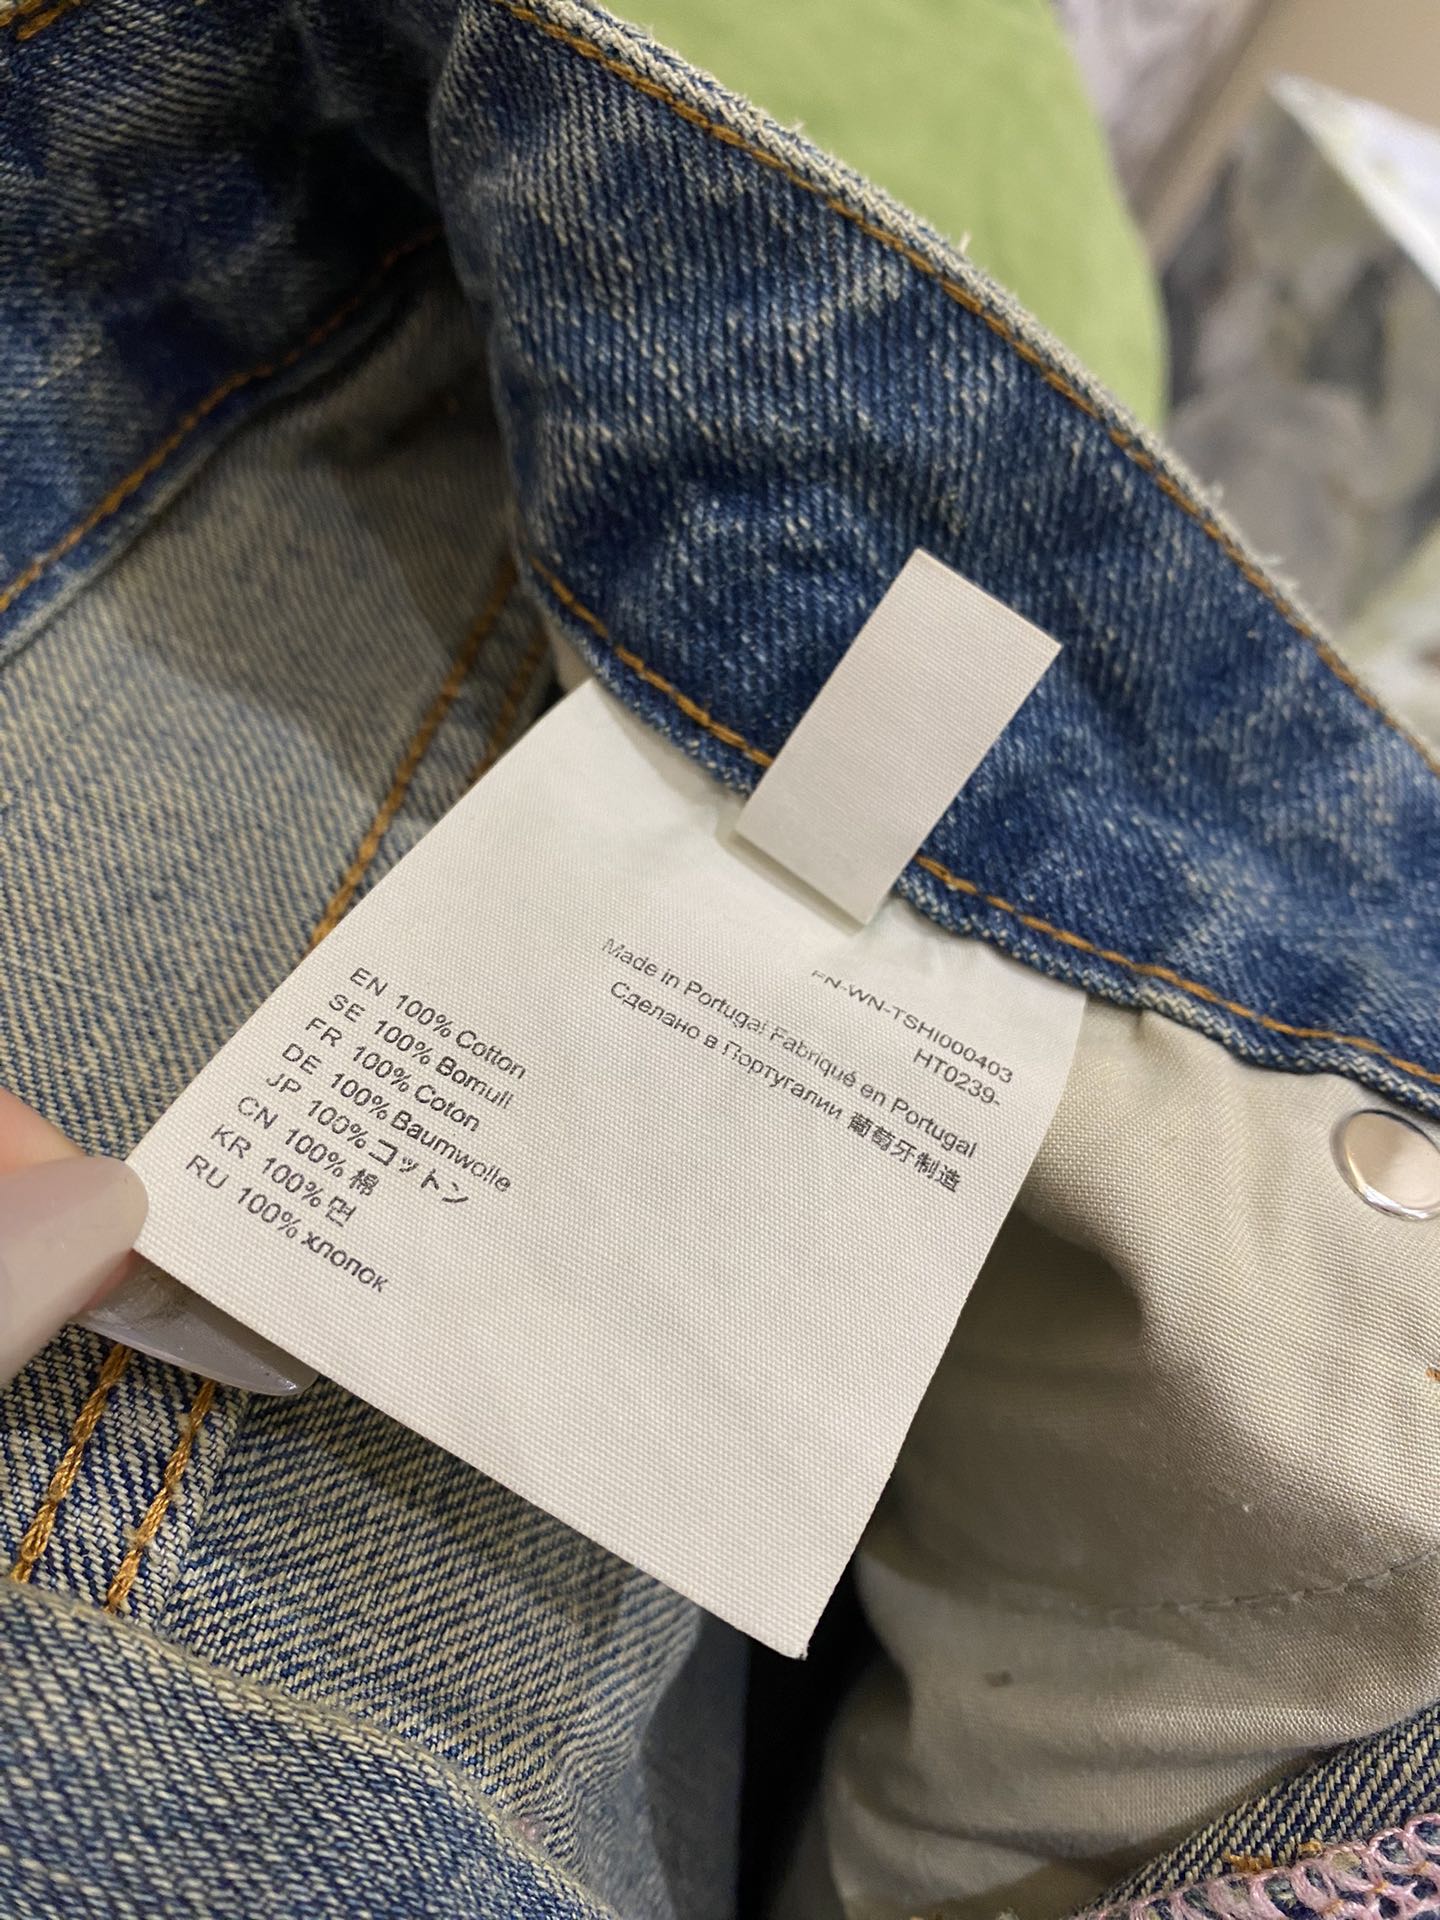 FN-WN-TSHI000403
HT0239-
Made in Portugal Fabriqué en Portugal
Сделано в Португалии 葡萄牙制造
EN 100% Cotton
SE 100% Bomull
FR 100% Coton
DE 100% Baumwolle
JP 100%コットン
CN 100% 棉
KR 100% 면
RU 100% хлопок